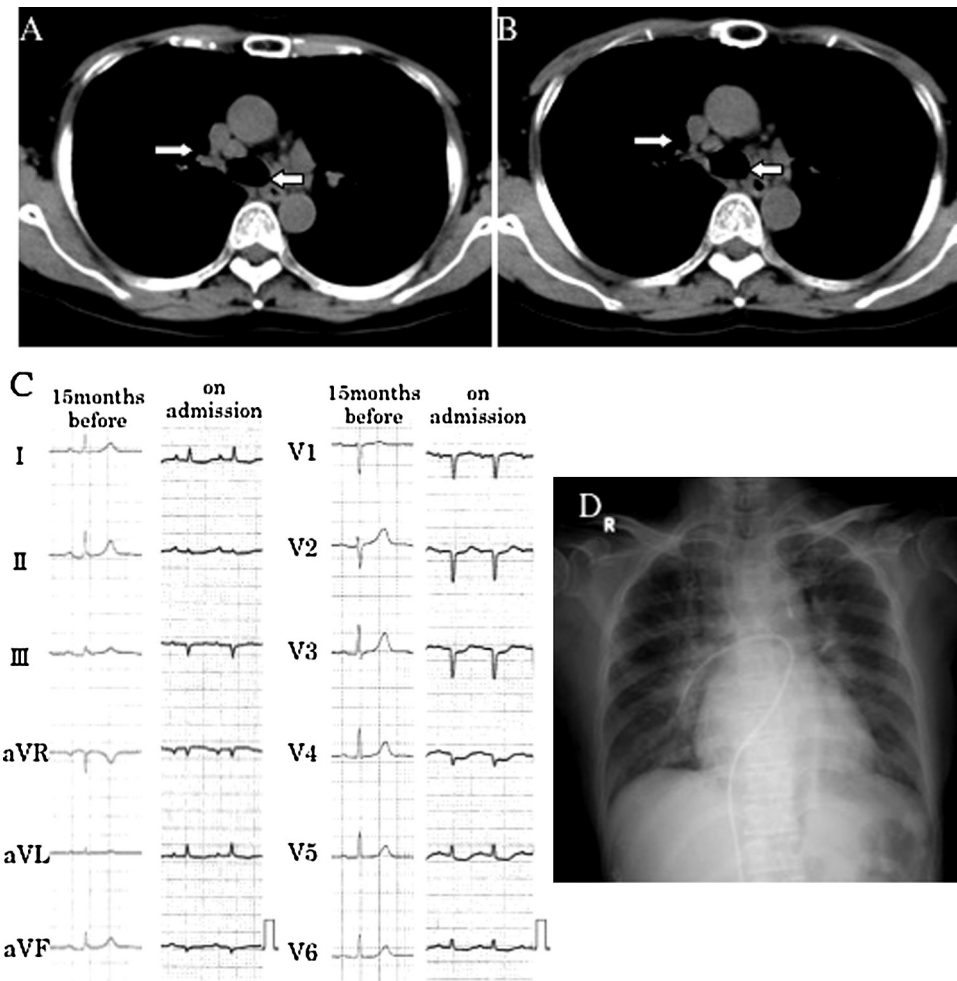 A
B
C
15months before
on admission
15months before
on admission
I
II
III
aVR
aVL
aVF
V1
V2
V3
V4
V5
V6
D
R